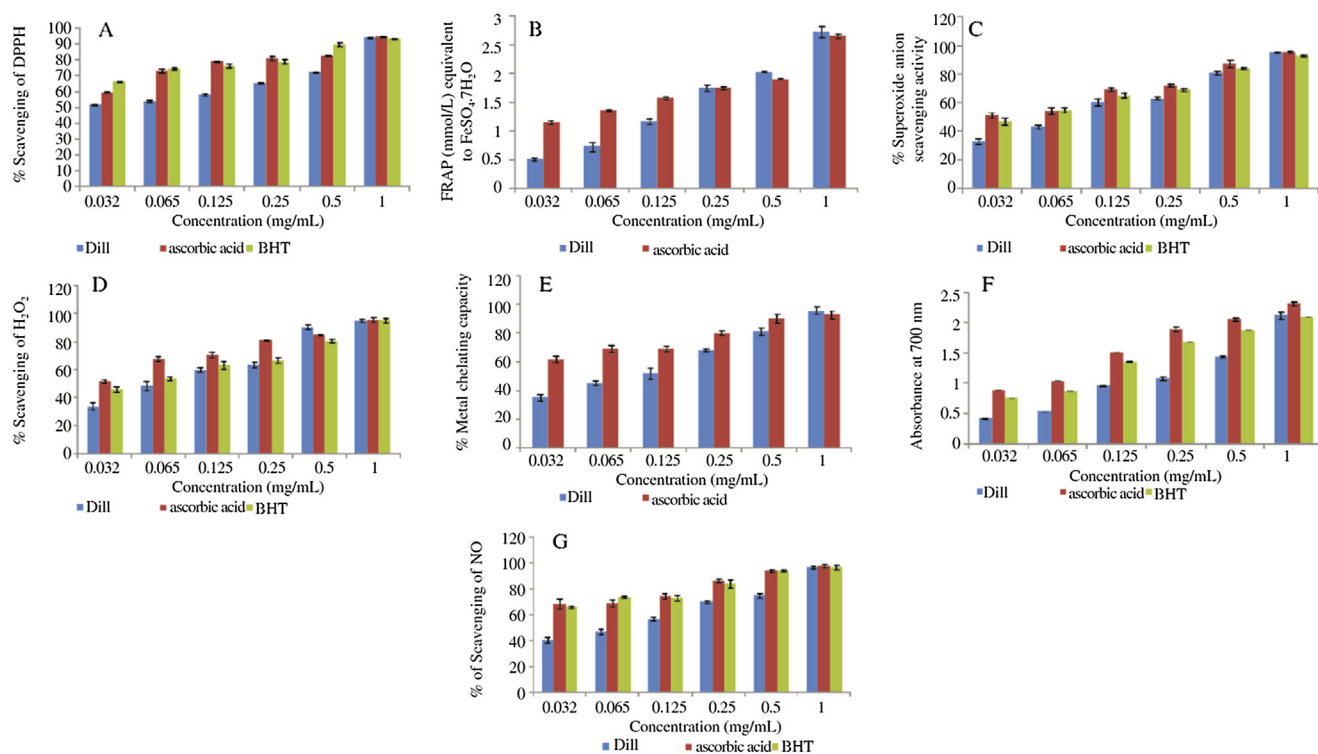 A
% Scavenging of DPPH
100
90
80
70
60
50
40
30
20
10
0
0.032 0.065 0.125 0.25 0.5 1
Concentration (mg/mL)
Dill ascorbic acid BHT
B
FRAP (mmol/L) equivalent
to FeSO4.7H2O
3
2.5
2
1.5
1
0.5
0
0.032 0.065 0.125 0.25 0.5 1
Concentration (mg/mL)
Dill ascorbic acid
C
% Superoxide anion
scavenging activity
120
100
80
60
40
20
0
0.032 0.065 0.125 0.25 0.5 1
Concentration (mg/mL)
Dill ascorbic acid BHT
D
% Scavenging of H2O2
120
100
80
60
40
20
0
0.032 0.065 0.125 0.25 0.5 1
Concentration (mg/mL)
Dill ascorbic acid BHT
E
% Metal chelating capacity
120
100
80
60
40
20
0
0.032 0.065 0.125 0.25 0.5 1
Concentration (mg/mL)
Dill ascorbic acid
F
Absorbance at 700 nm
2.5
2
1.5
1
0.5
0
0.032 0.065 0.125 0.25 0.5 1
Concentration (mg/mL)
Dill ascorbic acid BHT
G
% of Scavenging of NO
120
100
80
60
40
20
0
0.032 0.065 0.125 0.25 0.5 1
Concentration (mg/mL)
Dill ascorbic acid BHT